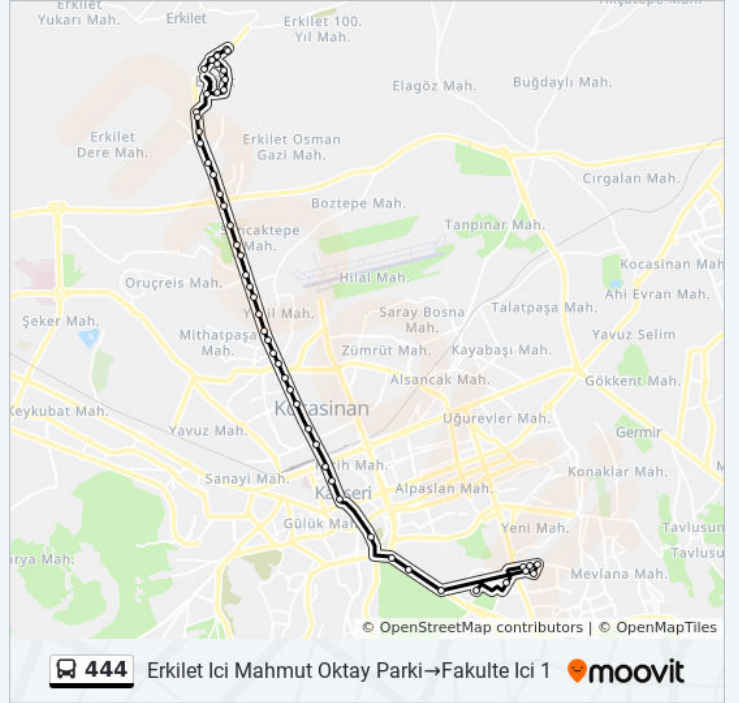 Erkilet
Yukarı Mah.
Erkilet
Erkilet 100.
Yıl Mah.
Elagöz Mah.
Buğdaylı Mah.
Erkilet
Dere Mah.
Erkilet Osman
Gazi Mah.
Cırgalan Mah.
Boztepe Mah.
Tanpınar Mah.
Mah.
Hilal Mah.
Kocasinan Mah
Oruçreis Mah.
Ahi Evran Mah.
Şeker Mah.
Mah.
Saray Bosna
Mah.
Talatpaşa Mah.
Mithatpaşa
Mah.
Yavuz Selim
Zümrüt Mah.
Kayabaşı Mah.
Alsancak Mah.
Gökkent Mah.
Keykubat Mah.
Kocasinan
Uğurevler Mah.
Yavuz Mah.
Germir
Mah.
Konaklar Mah.
Sanayi Mah.
Kayseri
Alpaslan Mah.
Gülük Mah
Yeni Mah.
Tavlusun
Tavlusu
Mah.
Mevlana Mah.
© OpenStreetMap contributors | © OpenMapTiles
444 Erkilet Ici Mahmut Oktay Parki→Fakulte Ici 1 moovit